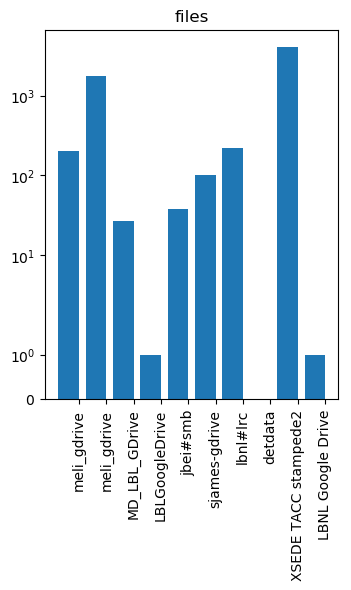 files
10³
10²
10¹
10⁰
0
meli_gdrive
meli_gdrive
MD_LBL_GDrive
LBLGoogleDrive
jbei#smb
sjames-gdrive
lbnl#lrc
detdata
XSEDE TACC stampede2
LBNL Google Drive